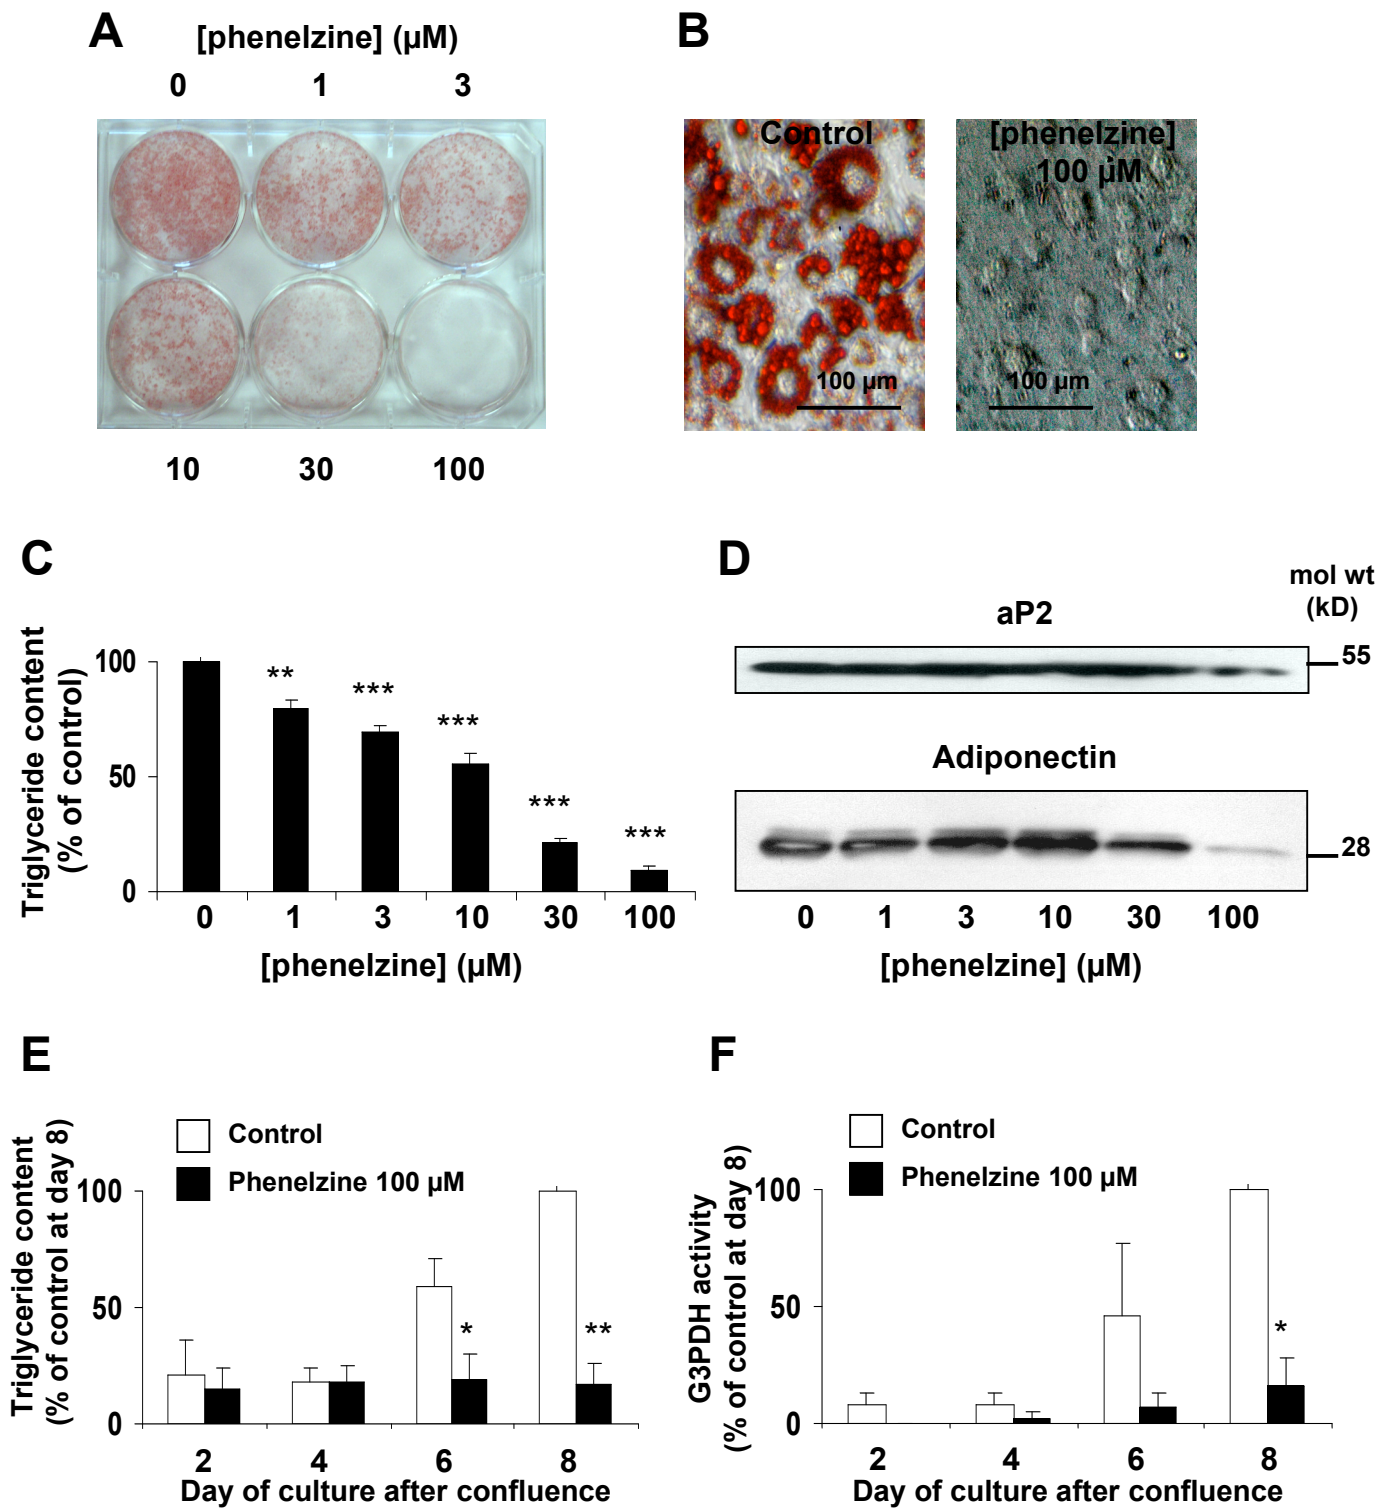 A
[phenelzine] (µM)
0 1 3
10 30 100
B
Control
[phenelzine]
100 µM
100 µm
100 µm
C
Triglyceride content
(% of control)
100
50
0
**
***
***
***
***
0 1 3 10 30 100
[phenelzine] (µM)
D
mol wt
(kD)
aP2
55
Adiponectin
28
0 1 3 10 30 100
[phenelzine] (µM)
E
Control
Phenelzine 100 µM
Triglyceride content
(% of control at day 8)
100
50
0
*
**
2 4 6 8
Day of culture after confluence
F
Control
Phenelzine 100 µM
G3PDH activity
(% of control at day 8)
100
50
0
*
2 4 6 8
Day of culture after confluence